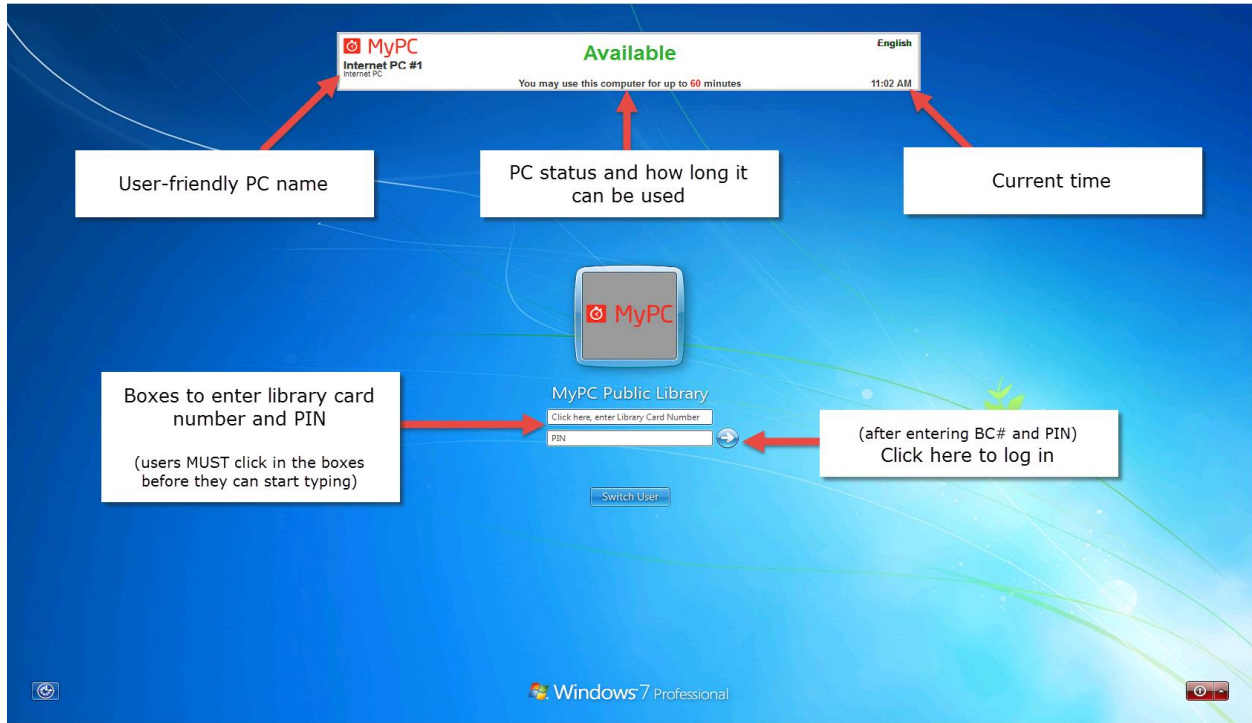 MyPC
Internet PC #1
Internet PC
Available
You may use this computer for up to 60 minutes
English
11:02 AM
User-friendly PC name
PC status and how long it
can be used
Current time
MyPC
MyPC Public Library
Click here, enter Library Card Number
PIN
Boxes to enter library card
number and PIN
(users MUST click in the boxes
before they can start typing)
(after entering BC# and PIN)
Click here to log in
Switch User
Windows 7 Professional